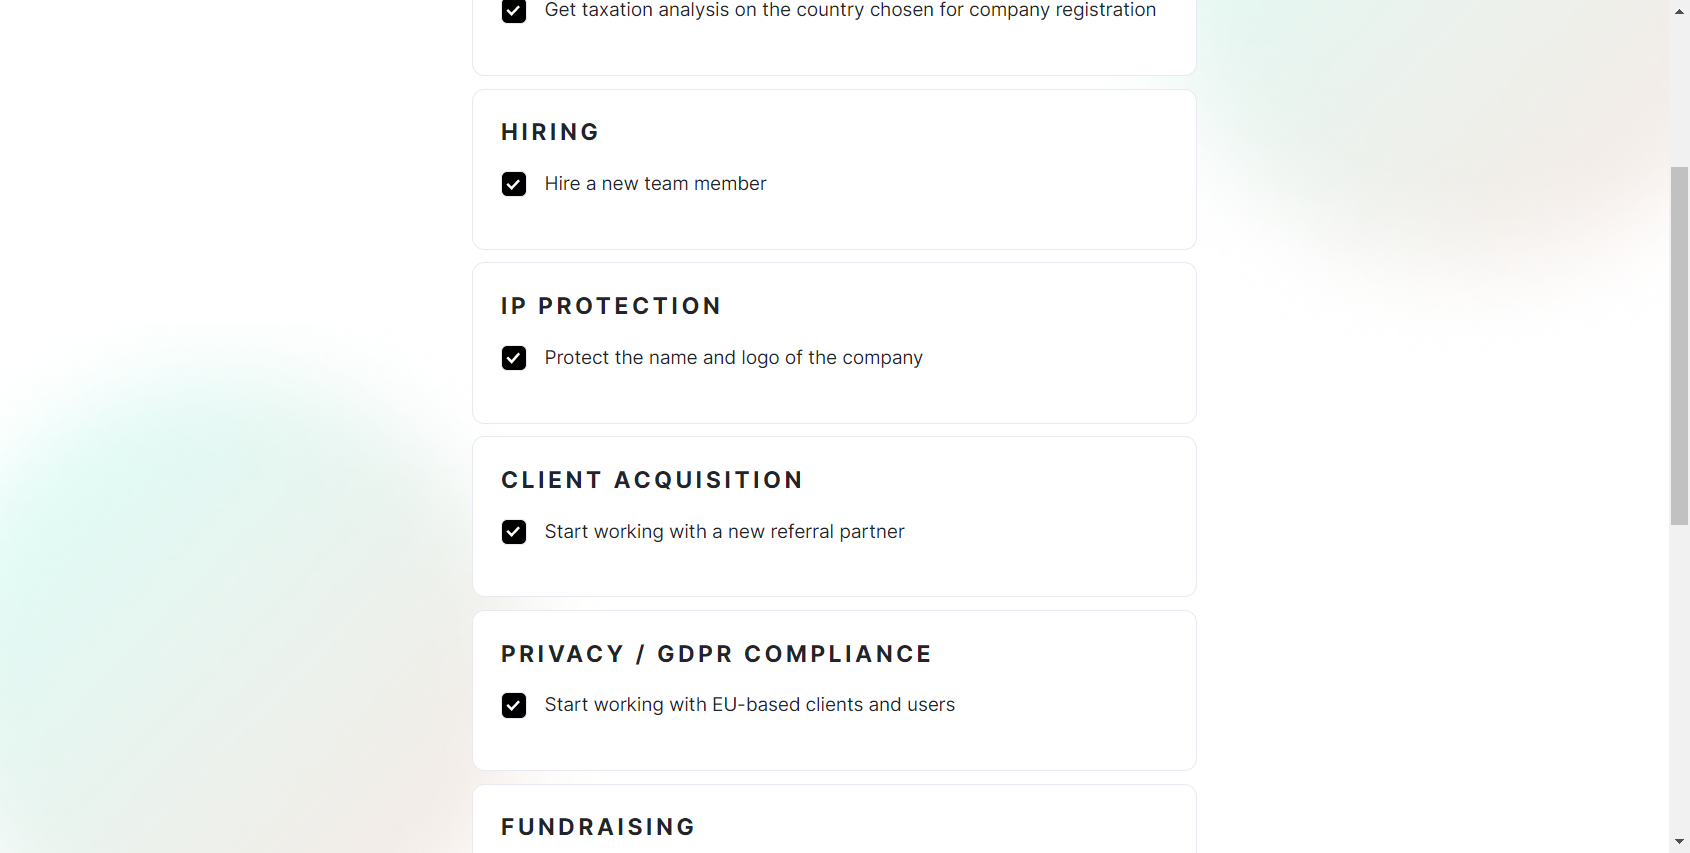 Get taxation analysis on the country chosen for company registration
HIRING
Hire a new team member
IP PROTECTION
Protect the name and logo of the company
CLIENT ACQUISITION
Start working with a new referral partner
PRIVACY / GDPR COMPLIANCE
Start working with EU-based clients and users
FUNDRAISING